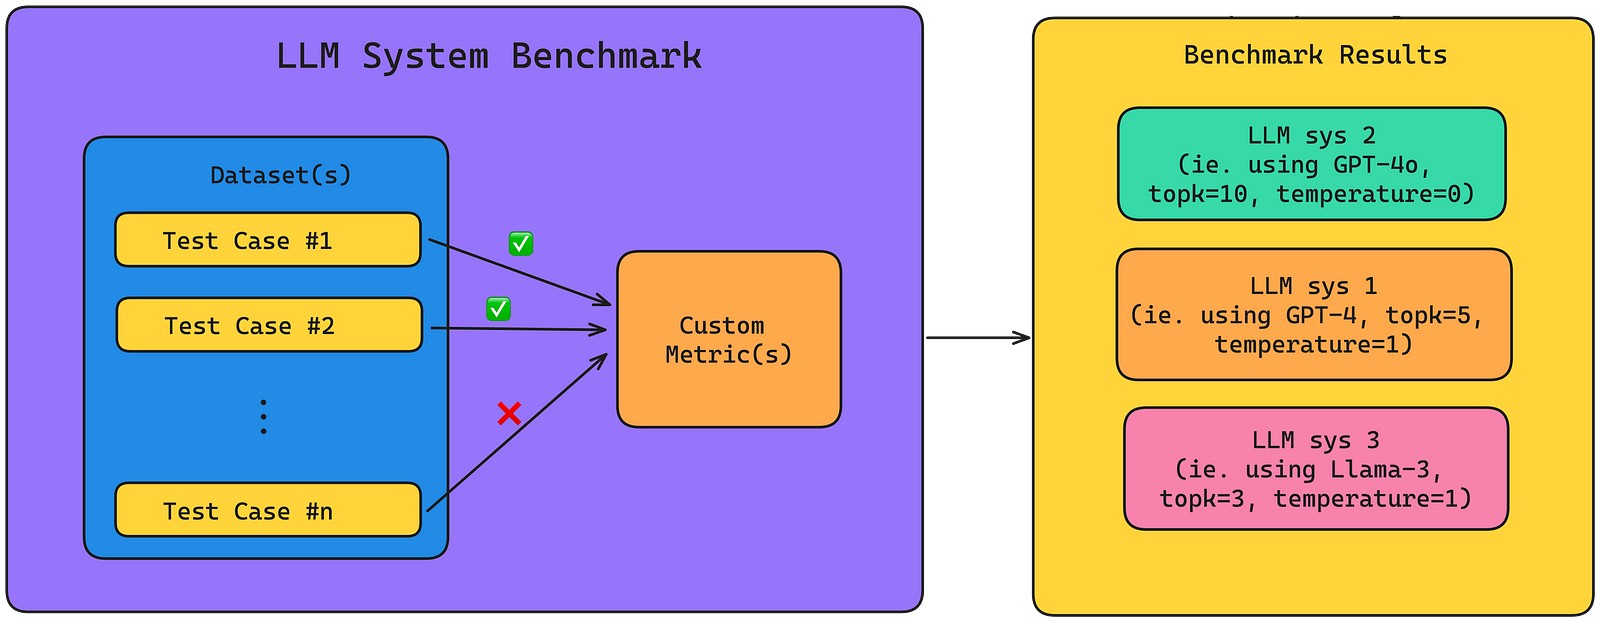 LLM System Benchmark
Dataset(s)
Test Case #1
Test Case #2
Test Case #n
Custom
Metric(s)
Benchmark Results
LLM sys 2
(ie. using GPT-4o,
topk=10, temperature=0)
LLM sys 1
(ie. using GPT-4, topk=5,
temperature=1)
LLM sys 3
(ie. using Llama-3,
topk=3, temperature=1)